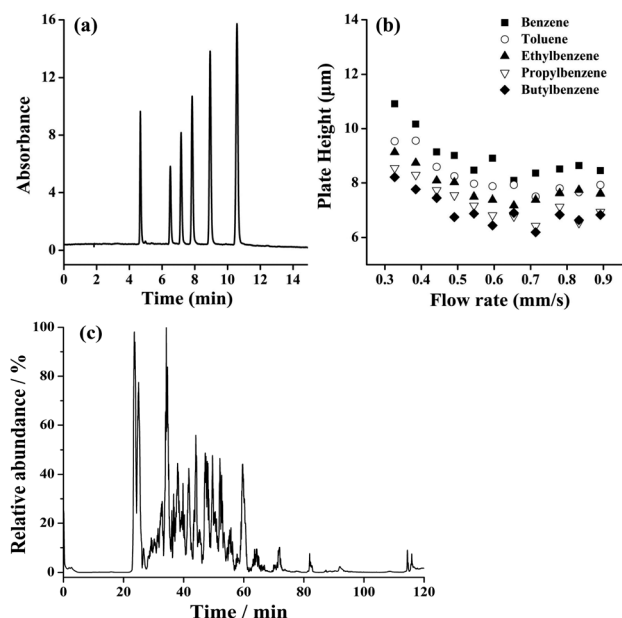 (a)
Absorbance
16
12
8
4
0
0 2 4 6 8 10 12 14
Time (min)
(b)
Benzene
Toluene
Ethylbenzene
Propylbenzene
Butylbenzene
Plate Height (μm)
14
12
10
8
6
0.3 0.4 0.5 0.6 0.7 0.8 0.9
Flow rate (mm/s)
(c)
Relative abundance / %
100
80
60
40
20
0
0 20 40 60 80 100 120
Time / min